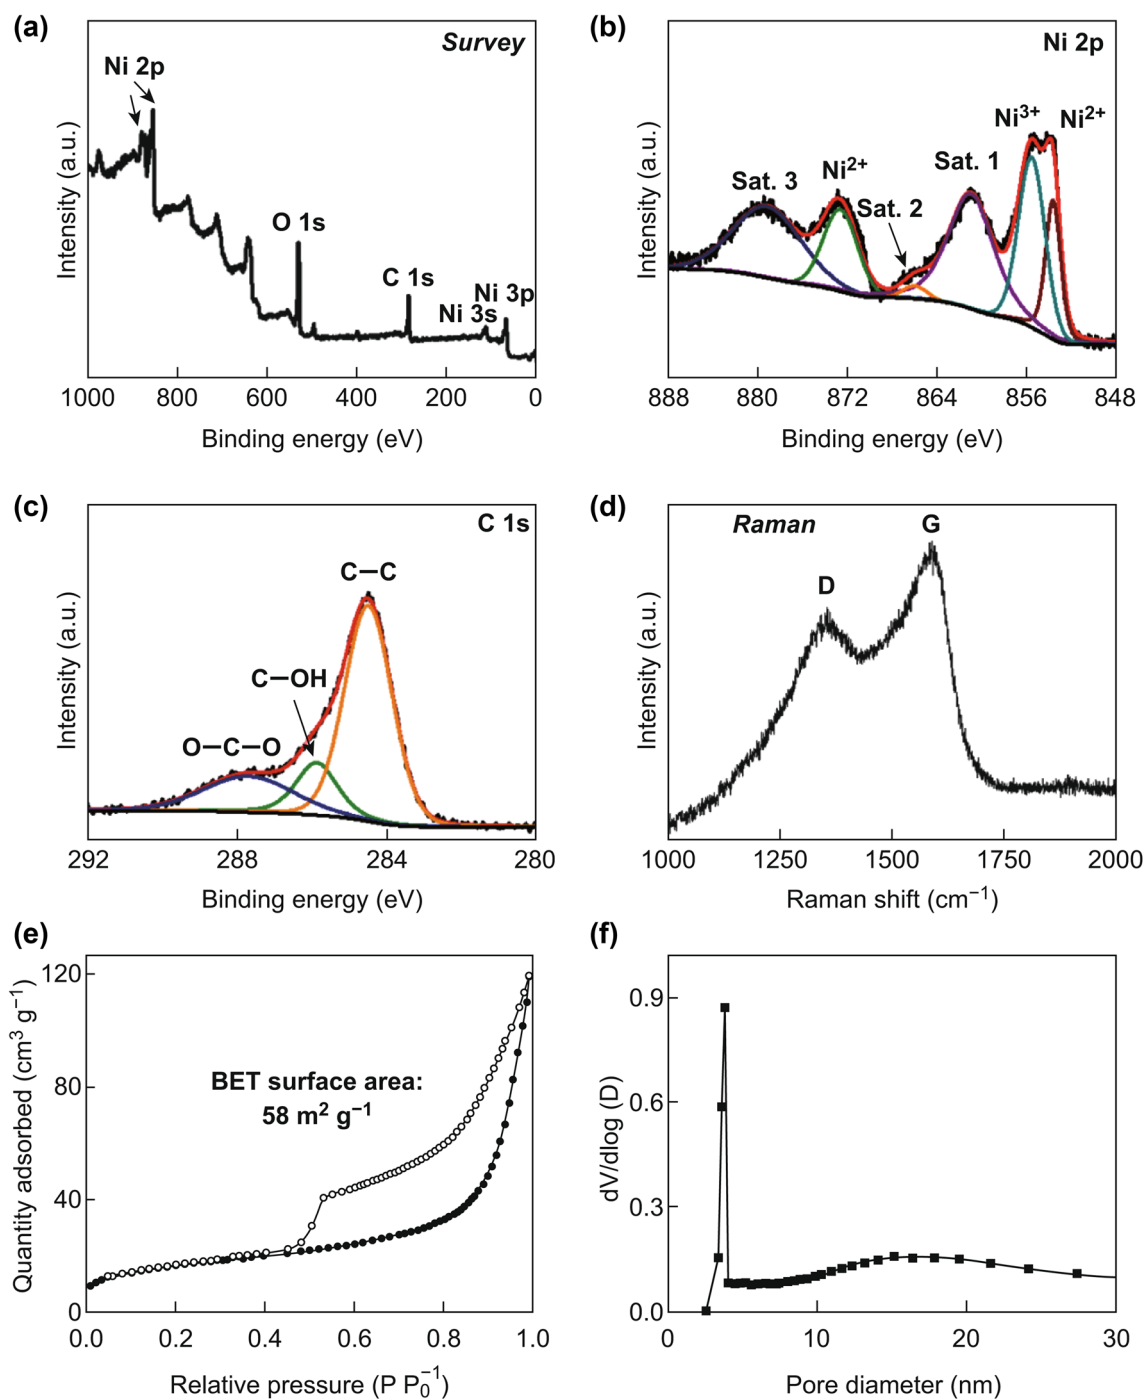 (a)
Survey
Ni 2p
O 1s
C 1s
Ni 3p
Ni 3s
Intensity (a.u.)
1000 800 600 400 200 0
Binding energy (eV)
(b)
Ni 2p
Ni³⁺
Ni²⁺
Sat. 1
Ni²⁺
Sat. 3
Sat. 2
Intensity (a.u.)
888 880 872 864 856 848
Binding energy (eV)
(c)
C 1s
C–C
C–OH
O–C–O
Intensity (a.u.)
292 288 284 280
Binding energy (eV)
(d)
Raman
G
D
Intensity (a.u.)
1000 1250 1500 1750 2000
Raman shift (cm⁻¹)
(e)
120
80
40
0
BET surface area:
58 m² g⁻¹
Quantity adsorbed (cm³ g⁻¹)
0.0 0.2 0.4 0.6 0.8 1.0
Relative pressure (P P₀⁻¹)
(f)
0.9
0.6
0.3
0.0
dV/dlog (D)
0 10 20 30
Pore diameter (nm)